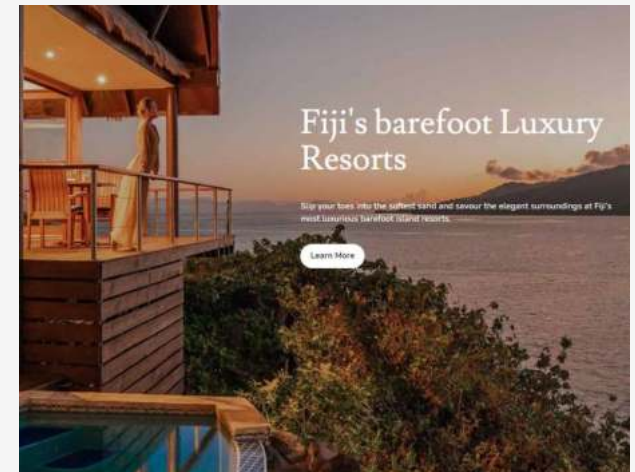 Fiji's barefoot Luxury
Resorts
Slip your toes into the softest sand and savour the elegant surroundings at Fiji's
most luxurious barefoot island resorts.
Learn More